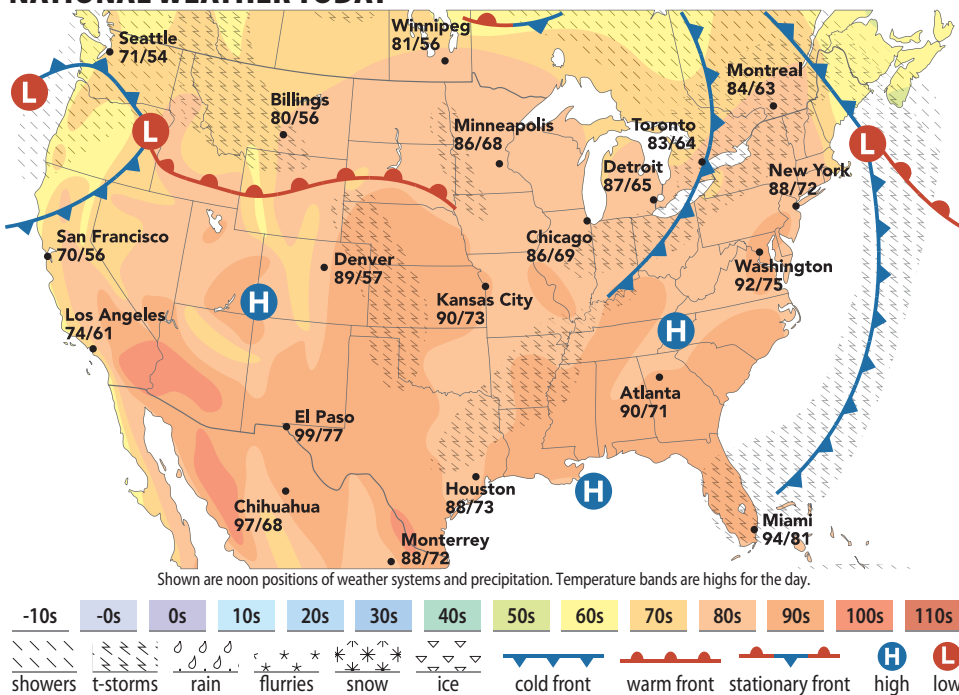 NATIONAL WEATHER TODAY
Winnipeg
81/56
Seattle
71/54
Montreal
84/63
L
Billings
80/56
Minneapolis
86/68
Toronto
83/64
L
L
Detroit
87/65
New York
88/72
San Francisco
70/56
Chicago
86/69
Denver
89/57
Washington
92/75
H
Kansas City
90/73
Los Angeles
74/61
H
Atlanta
90/71
El Paso
99/77
Houston
88/73
H
Chihuahua
97/68
Miami
94/81
Monterrey
88/72
Shown are noon positions of weather systems and precipitation. Temperature bands are highs for the day.
-10s -0s 0s 10s 20s 30s 40s 50s 60s 70s 80s 90s 100s 110s
H L
showers t-storms rain flurries snow ice cold front warm front stationary front high low